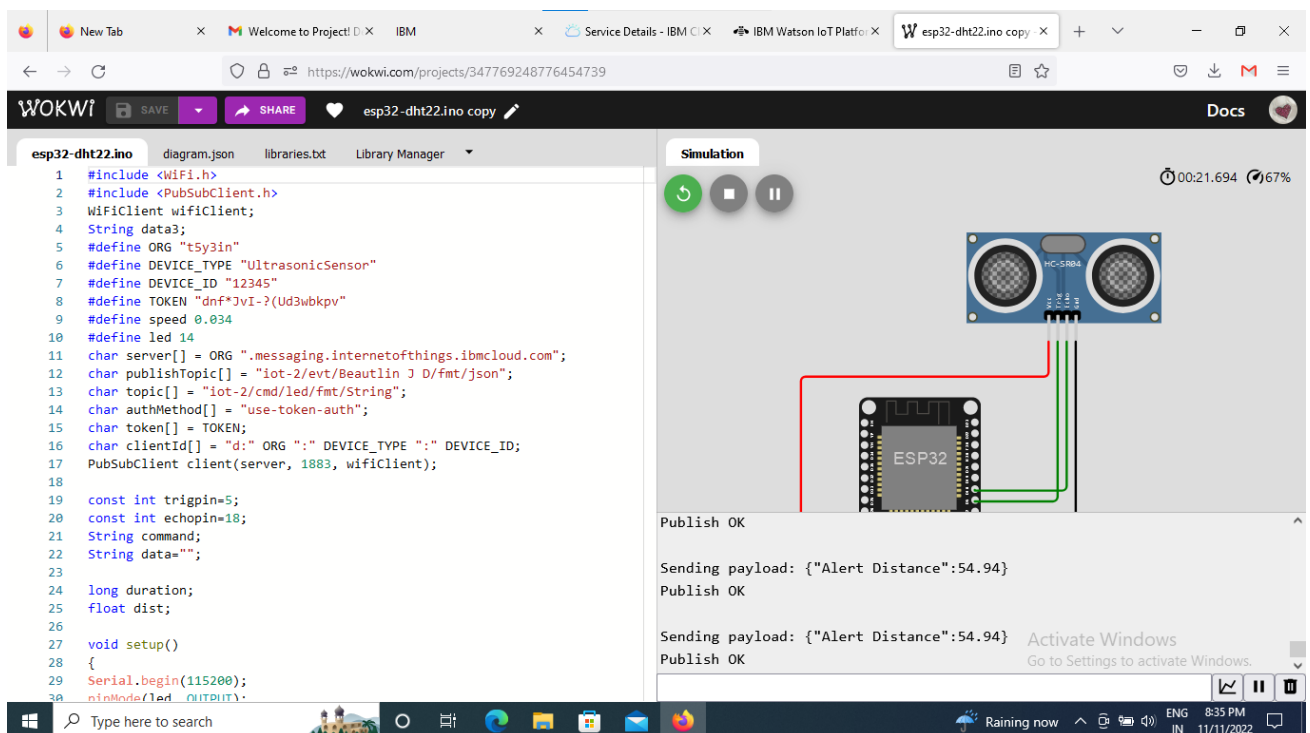 New Tab
Welcome to Project! D
IBM
Service Details - IBM Cl
IBM Watson IoT Platfor
esp32-dht22.ino copy -
https://wokwi.com/projects/347769248776454739
WOKWi
SAVE
SHARE
esp32-dht22.ino copy
Docs
esp32-dht22.ino
diagram.json
libraries.txt
Library Manager
1 #include <WiFi.h>
2 #include <PubSubClient.h>
3 WiFiClient wifiClient;
4 String data3;
5 #define ORG "t5y3in"
6 #define DEVICE_TYPE "UltrasonicSensor"
7 #define DEVICE_ID "12345"
8 #define TOKEN "dnf*JvI-?(Ud3wbkpv"
9 #define speed 0.034
10 #define led 14
11 char server[] = ORG ".messaging.internetofthings.ibmcloud.com";
12 char publishTopic[] = "iot-2/evt/Beautlin J D/fmt/json";
13 char topic[] = "iot-2/cmd/led/fmt/String";
14 char authMethod[] = "use-token-auth";
15 char token[] = TOKEN;
16 char clientId[] = "d:" ORG ":" DEVICE_TYPE ":" DEVICE_ID;
17 PubSubClient client(server, 1883, wifiClient);
18
19 const int trigpin=5;
20 const int echopin=18;
21 String command;
22 String data="";
23
24 long duration;
25 float dist;
26
27 void setup()
28 {
29 Serial.begin(115200);
30 pinMode(led, OUTPUT);
Simulation
00:21.694
67%
HC-SR04
Vcc
Trig
Echo
Gnd
ESP32
Publish OK
Sending payload: {"Alert Distance":54.94}
Publish OK
Sending payload: {"Alert Distance":54.94}
Publish OK
Activate Windows
Go to Settings to activate Windows.
Type here to search
Raining now
ENG
IN
8:35 PM
11/11/2022